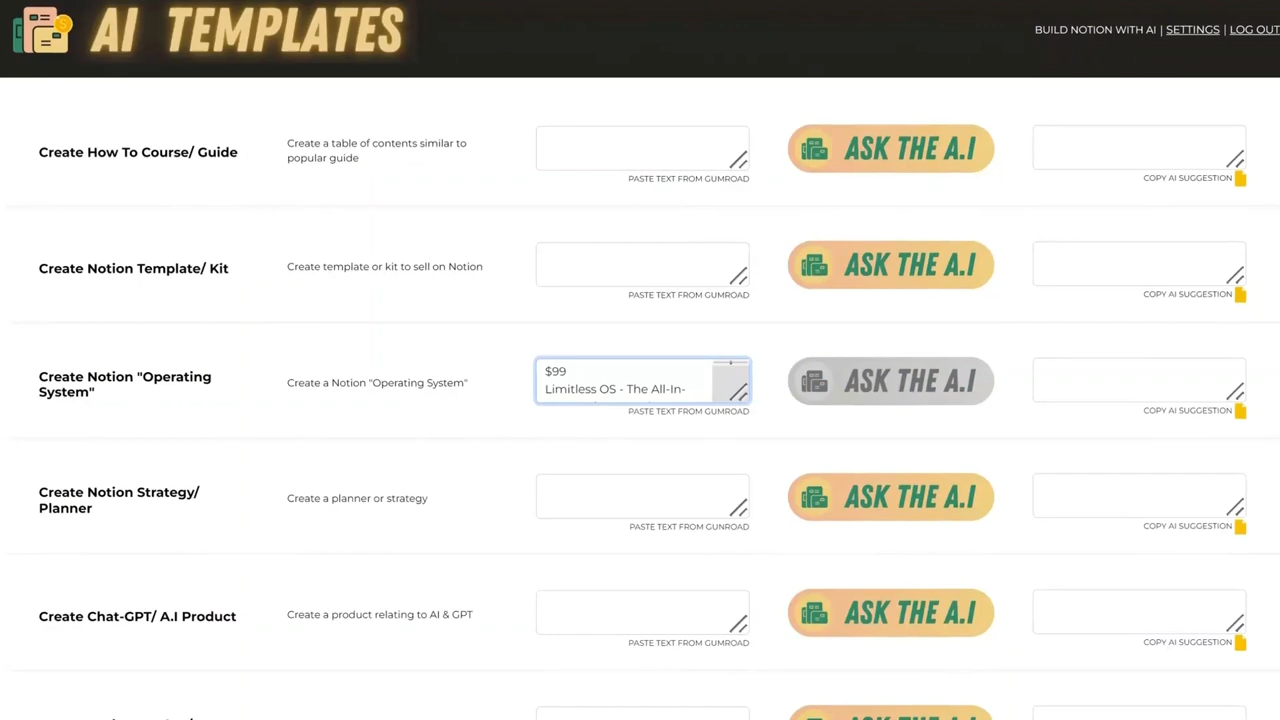 AI TEMPLATES
BUILD NOTION WITH AI | SETTINGS | LOG OUT
Create How To Course/ Guide
Create a table of contents similar to
popular guide
PASTE TEXT FROM GUMROAD
ASK THE A.I
COPY AI SUGGESTION
Create Notion Template/ Kit
Create template or kit to sell on Notion
PASTE TEXT FROM GUMROAD
ASK THE A.I
COPY AI SUGGESTION
Create Notion "Operating
System"
Create a Notion "Operating System"
$99
Limitless OS - The All-In-
PASTE TEXT FROM GUMROAD
ASK THE A.I
COPY AI SUGGESTION
Create Notion Strategy/
Planner
Create a planner or strategy
PASTE TEXT FROM GUNROAD
ASK THE A.I
COPY AI SUGGESTION
Create Chat-GPT/ A.I Product
Create a product relating to AI & GPT
PASTE TEXT FROM GUMROAD
ASK THE A.I
COPY AI SUGGESTION